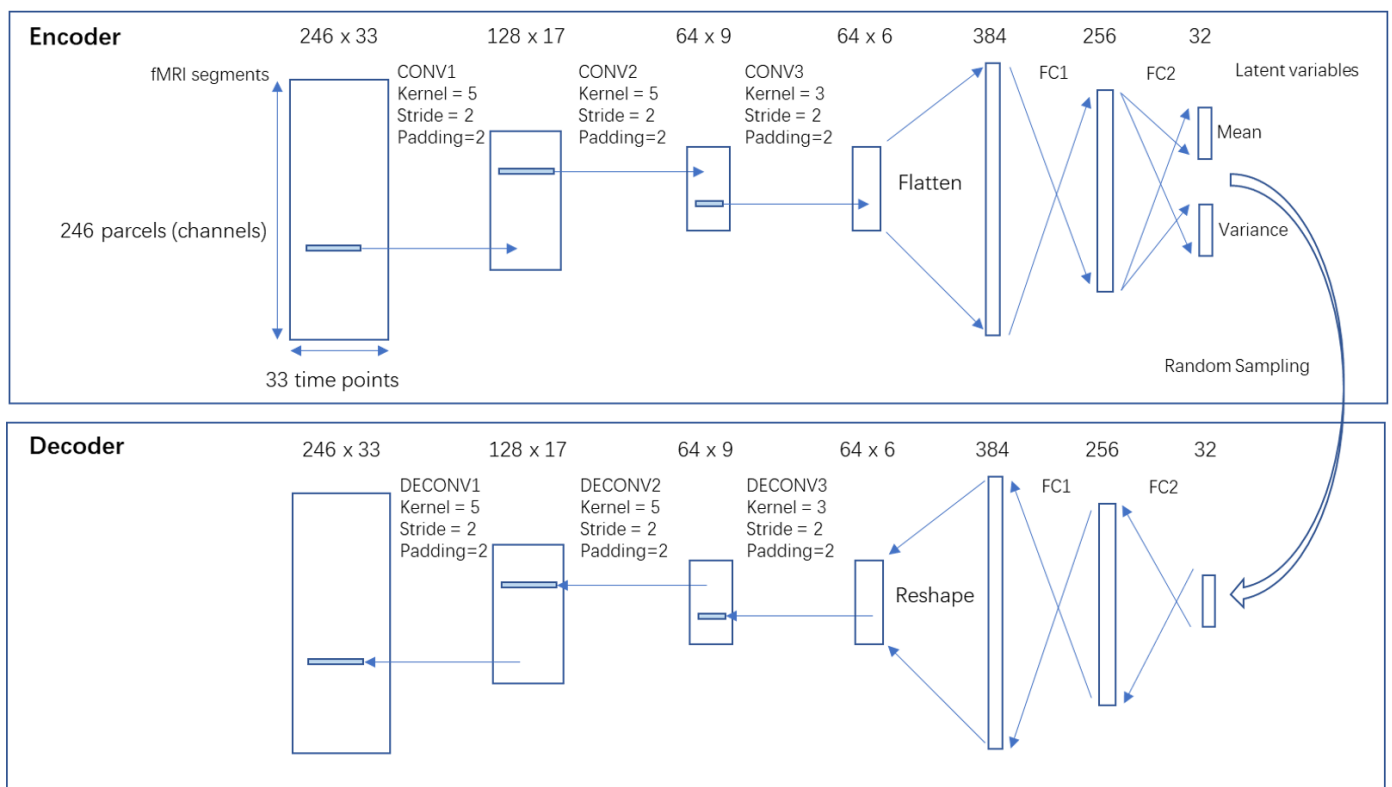 Encoder
246 x 33
128 x 17
64 x 9
64 x 6
384
256
32
fMRI segments
CONV1
Kernel = 5
Stride = 2
Padding=2
CONV2
Kernel = 5
Stride = 2
Padding=2
CONV3
Kernel = 3
Stride = 2
Padding=2
FC1
FC2
Latent variables
Mean
Flatten
246 parcels (channels)
Variance
33 time points
Random Sampling
Decoder
246 x 33
128 x 17
64 x 9
64 x 6
384
256
32
DECONV1
Kernel = 5
Stride = 2
Padding=2
DECONV2
Kernel = 5
Stride = 2
Padding=2
DECONV3
Kernel = 3
Stride = 2
Padding=2
FC1
FC2
Reshape